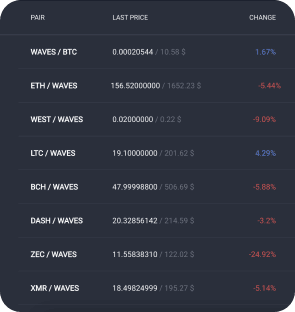 PAIR LAST PRICE CHANGE
WAVES / BTC 0.00020544 / 10.58 $ 1.67%
ETH / WAVES 156.52000000 / 1652.23 $ -5.44%
WEST / WAVES 0.02000000 / 0.22 $ -9.09%
LTC / WAVES 19.10000000 / 201.62 $ 4.29%
BCH / WAVES 47.99998800 / 506.69 $ -5.88%
DASH / WAVES 20.32856142 / 214.59 $ -3.2%
ZEC / WAVES 11.55838310 / 122.02 $ -24.92%
XMR / WAVES 18.49824999 / 195.27 $ -5.14%